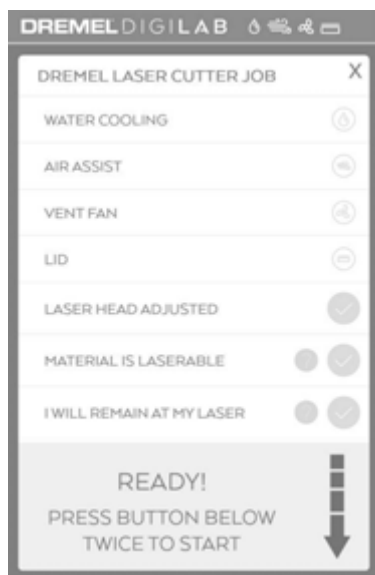 DREMEL DIGILAB
DREMEL LASER CUTTER JOB X
WATER COOLING
AIR ASSIST
VENT FAN
LID
LASER HEAD ADJUSTED
MATERIAL IS LASERABLE
I WILL REMAIN AT MY LASER
READY!
PRESS BUTTON BELOW
TWICE TO START